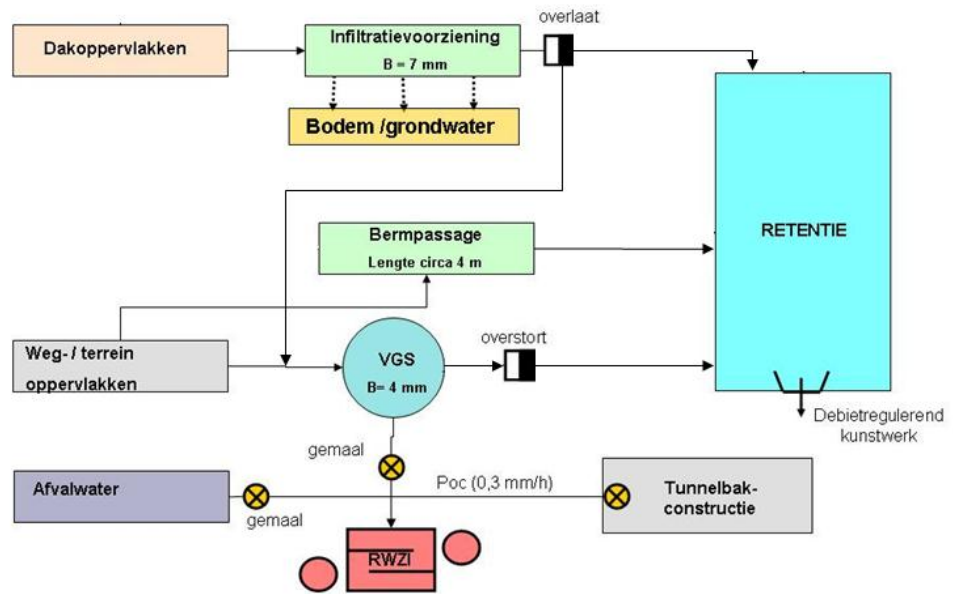 overlaat
Dakoppervlakken
Infiltratievoorziening
B = 7 mm
Bodem /grondwater
RETENTIE
Bermpassage
Lengte circa 4 m
Weg- / terrein
oppervlakken
VGS
B= 4 mm
overstort
Debietregulerend
kunstwerk
gemaal
Afvalwater
gemaal
Poc (0,3 mm/h)
Tunnelbak-
constructie
RWZI